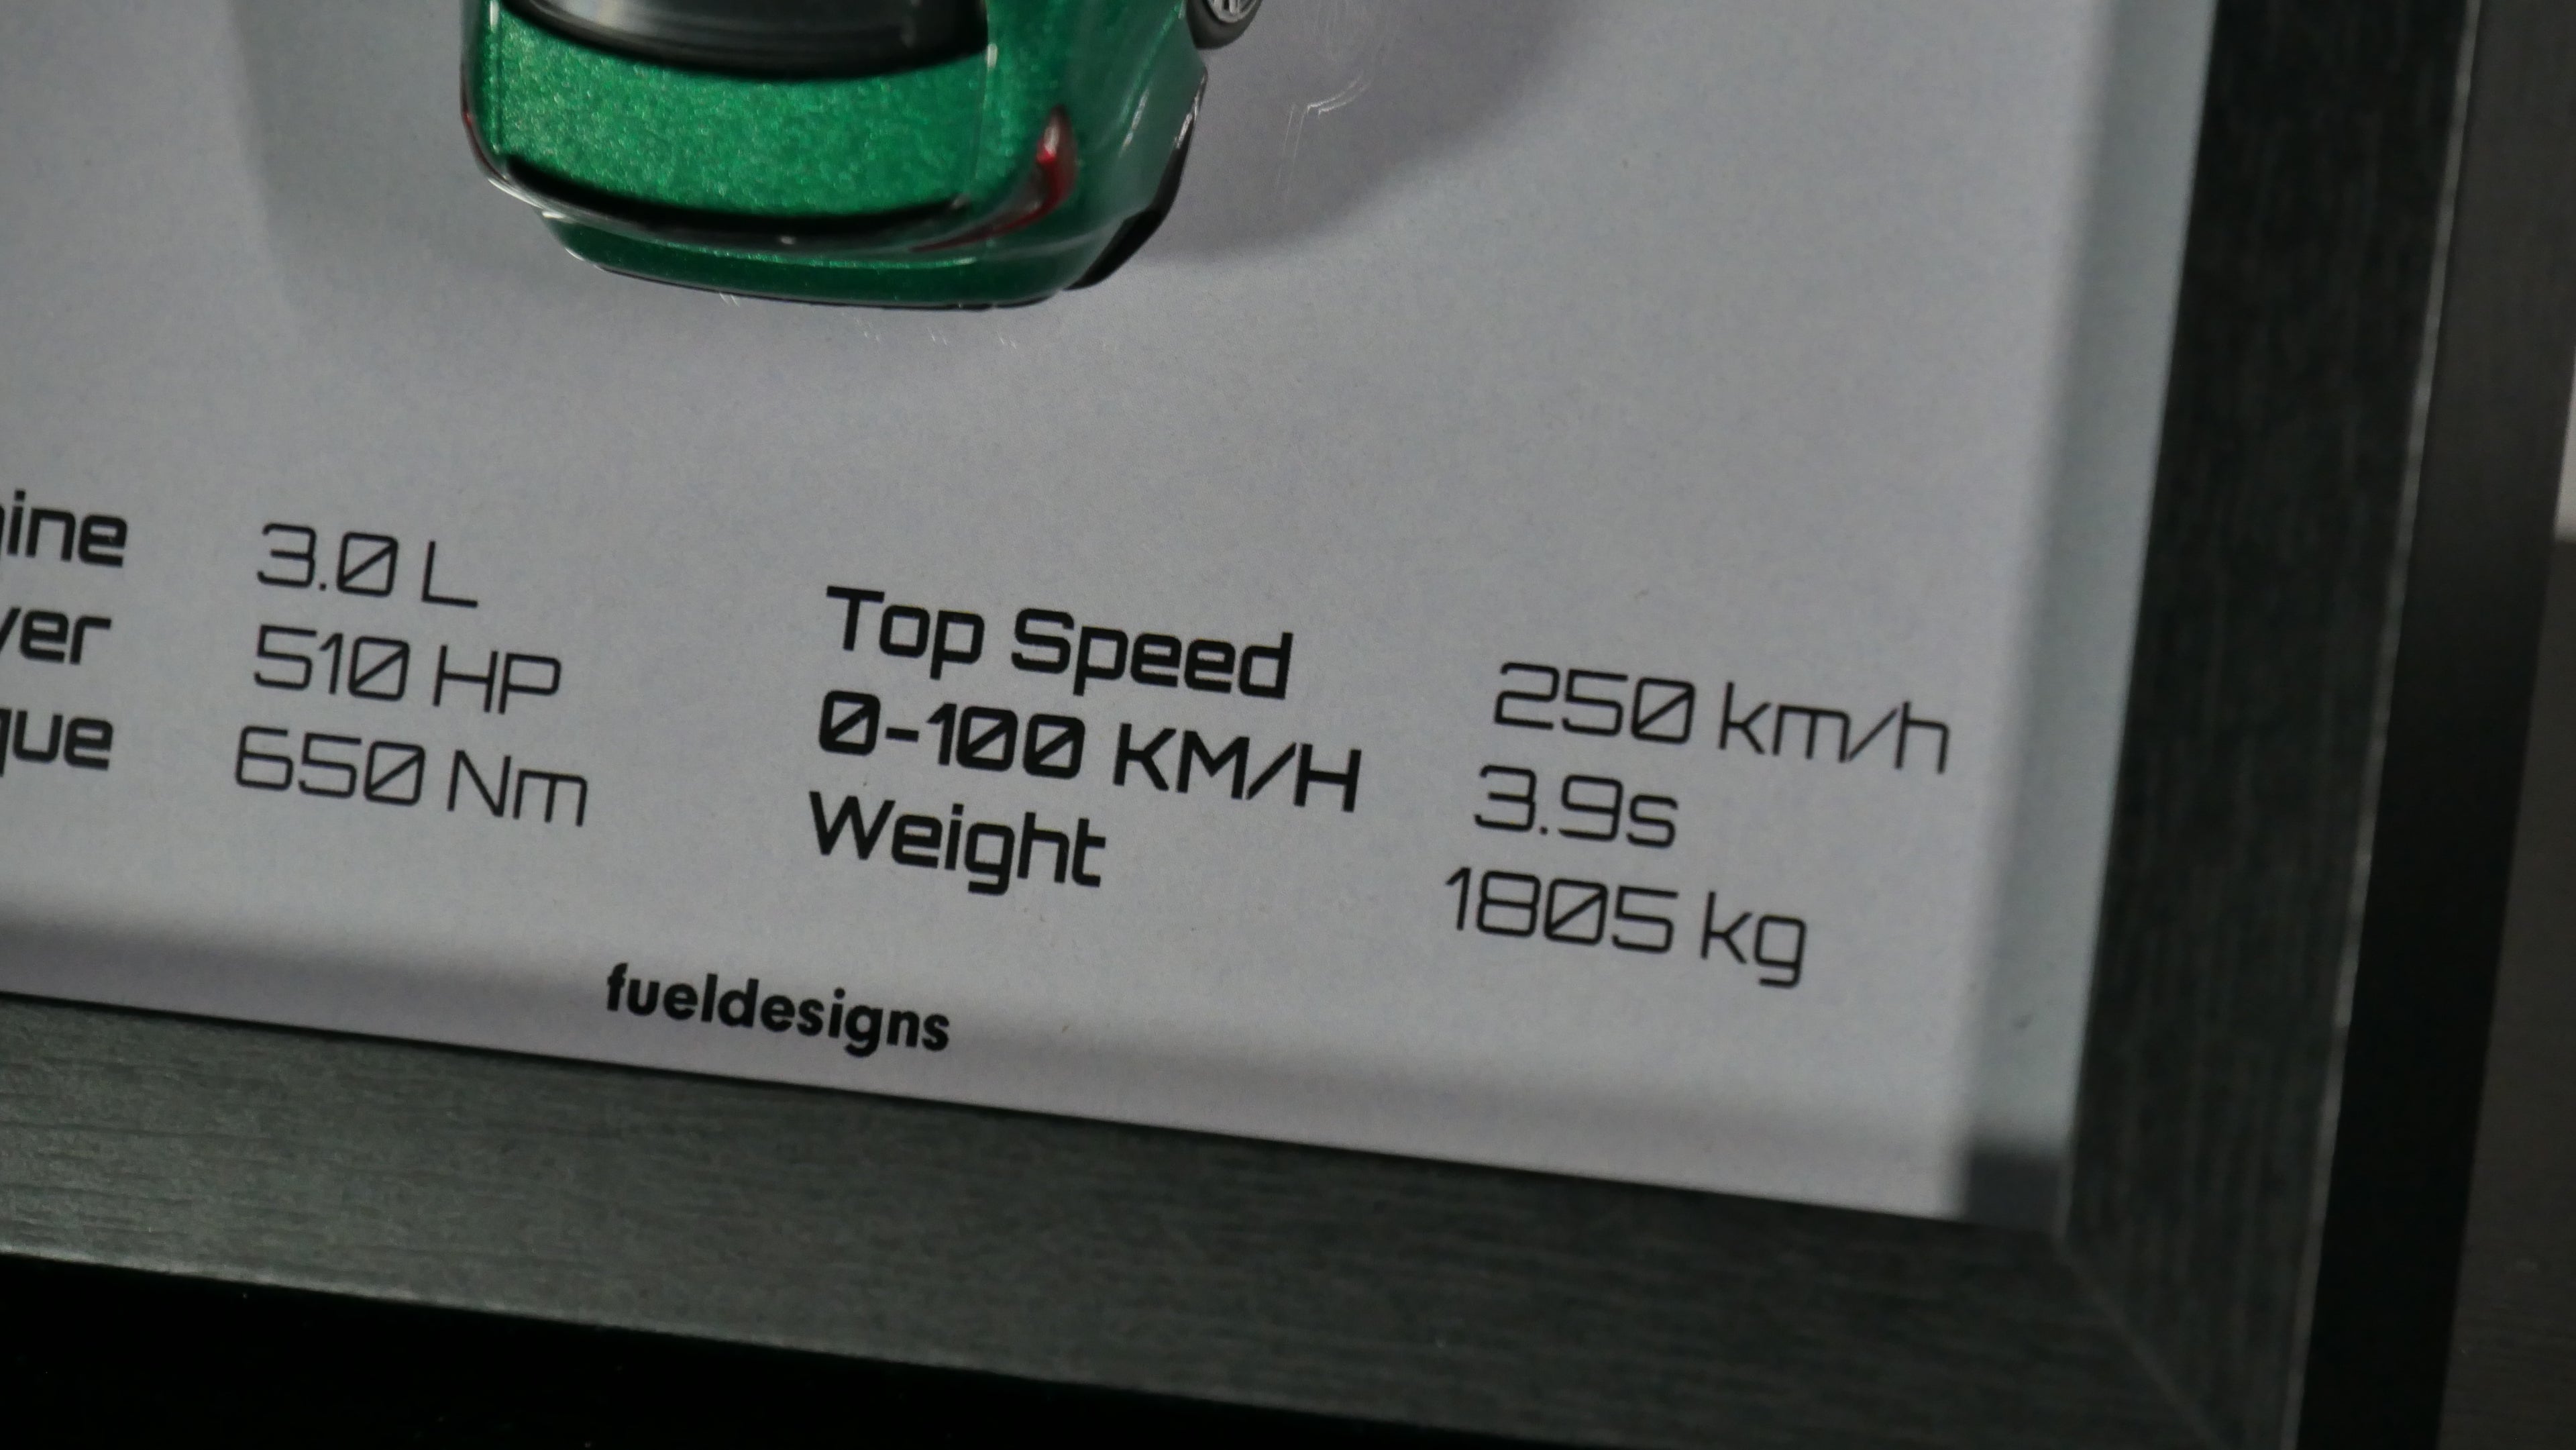 ine 3.0 L
ver 510 HP
que 650 Nm
Top Speed 250 km/h
0-100 KM/H 3.9s
Weight 1805 kg
fueldesigns